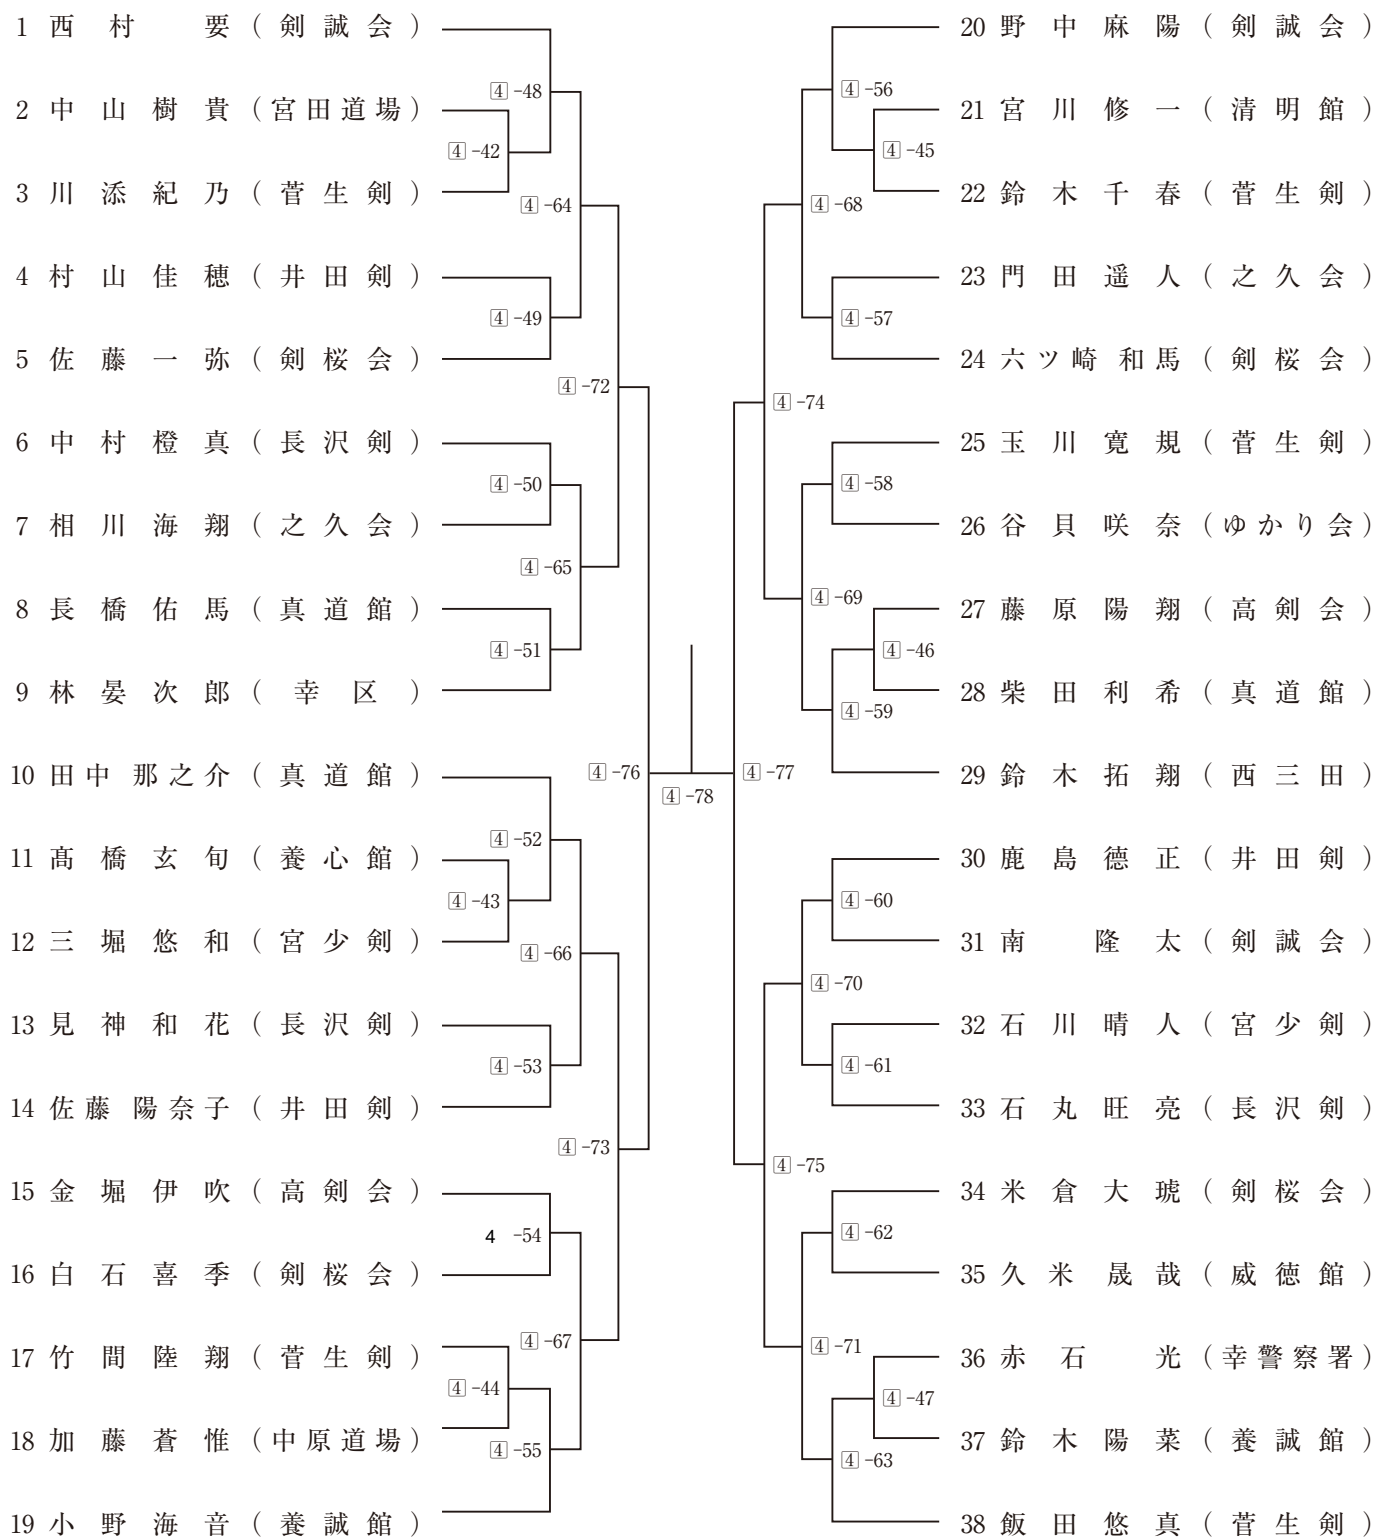 1 西村 要（剣誠会）
2 中山樹貴（宮田道場）
3 川添紀乃（菅生剣）
4 村山佳穂（井田剣）
5 佐藤一弥（剣桜会）
6 中村橙真（長沢剣）
7 相川海翔（之久会）
8 長橋佑馬（真道館）
9 林晏次郎（幸区）
10 田中那之介（真道館）
11 髙橋玄旬（養心館）
12 三堀悠和（宮少剣）
13 見神和花（長沢剣）
14 佐藤陽奈子（井田剣）
15 金堀伊吹（高剣会）
16 白石喜季（剣桜会）
17 竹間陸翔（菅生剣）
18 加藤蒼惟（中原道場）
19 小野海音（養誠館）
4 -48
4 -42
4 -64
4 -49
4 -72
4 -50
4 -65
4 -51
4 -76
4 -52
4 -43
4 -66
4 -53
4 -73
4 -54
4 -67
4 -44
4 -55
4 -78
4 -77
4 -56
4 -45
4 -68
4 -57
4 -74
4 -58
4 -69
4 -46
4 -59
4 -60
4 -70
4 -61
4 -75
4 -62
4 -71
4 -47
4 -63
20 野中麻陽（剣誠会）
21 宮川修一（清明館）
22 鈴木千春（菅生剣）
23 門田遥人（之久会）
24 六ツ崎和馬（剣桜会）
25 玉川寛規（菅生剣）
26 谷貝咲奈（ゆかり会）
27 藤原陽翔（高剣会）
28 柴田利希（真道館）
29 鈴木拓翔（西三田）
30 鹿島德正（井田剣）
31 南 隆太（剣誠会）
32 石川晴人（宮少剣）
33 石丸旺亮（長沢剣）
34 米倉大琥（剣桜会）
35 久米晟哉（威徳館）
36 赤石 光（幸警察署）
37 鈴木陽菜（養誠館）
38 飯田悠真（菅生剣）